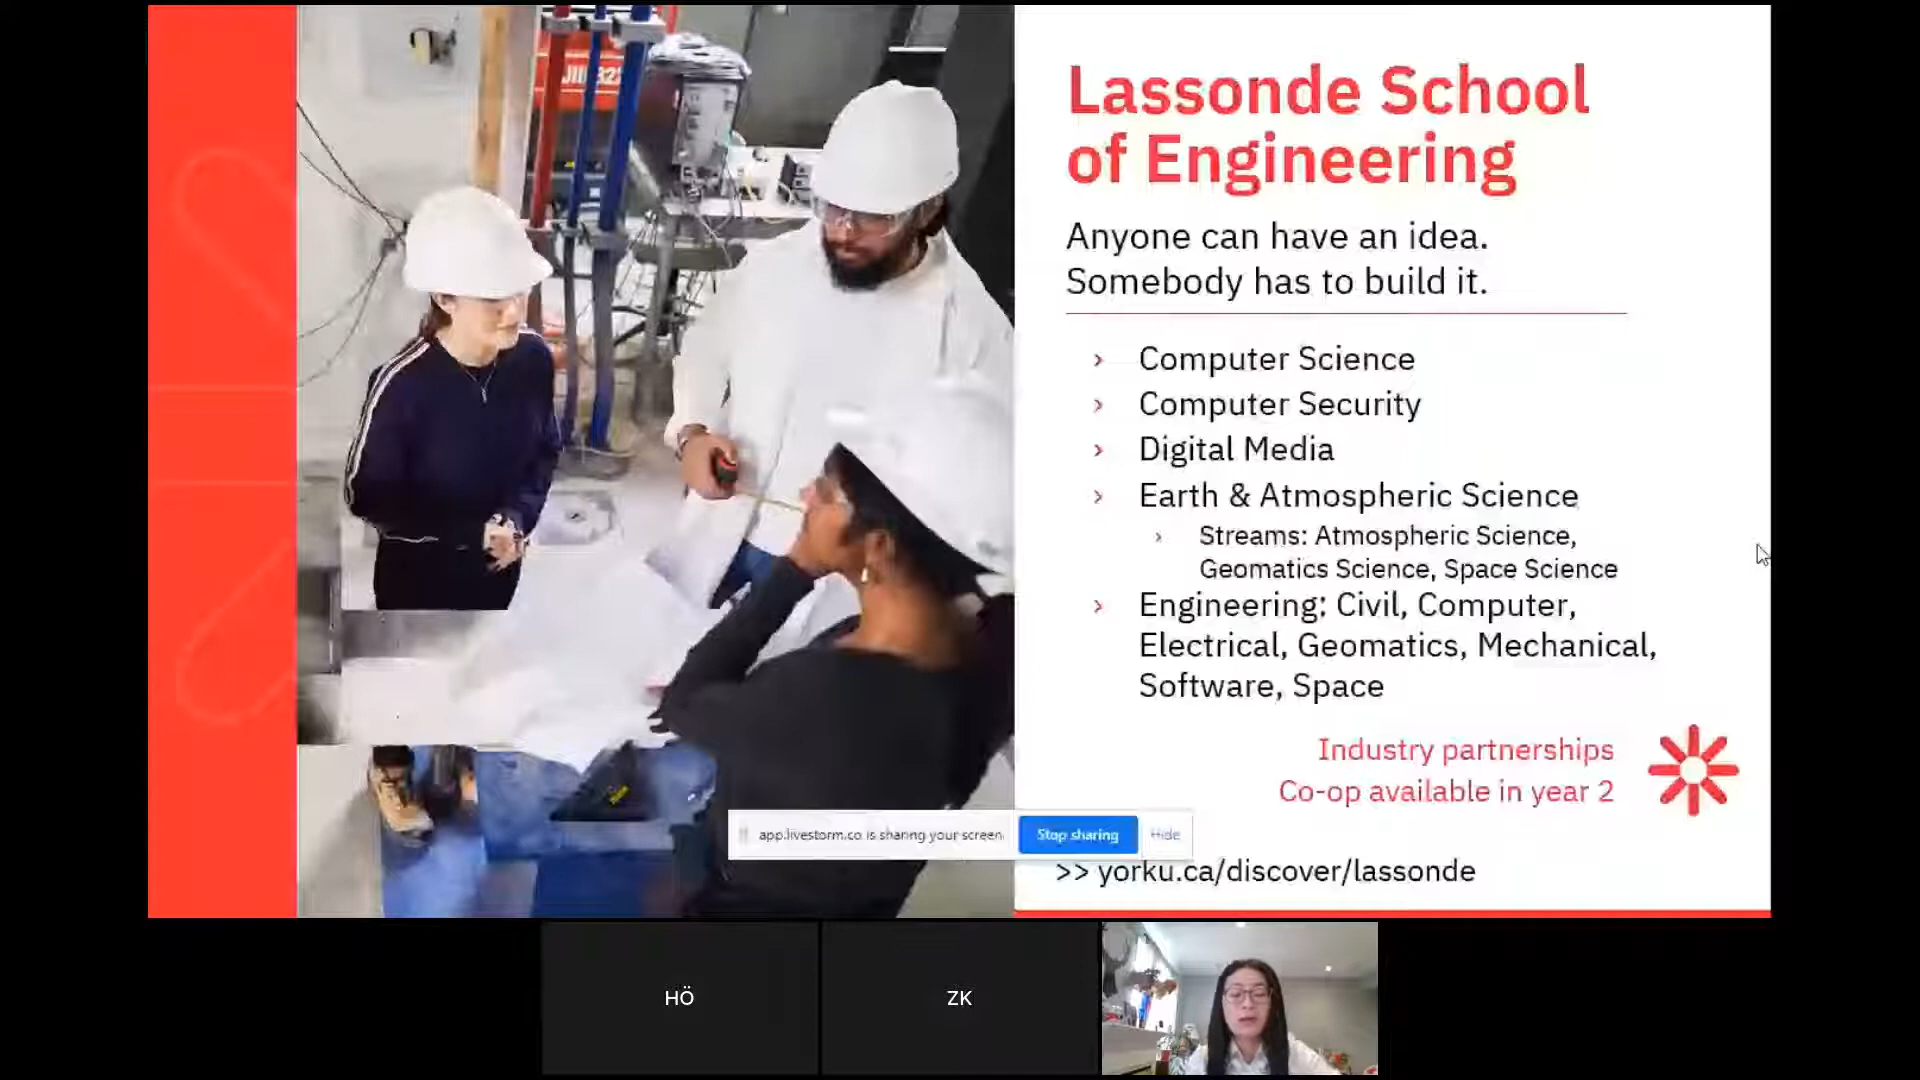 Lassonde School
of Engineering
Anyone can have an idea.
Somebody has to build it.
› Computer Science
› Computer Security
› Digital Media
› Earth & Atmospheric Science
› Streams: Atmospheric Science,
Geomatics Science, Space Science
› Engineering: Civil, Computer,
Electrical, Geomatics, Mechanical,
Software, Space
Industry partnerships
Co-op available in year 2
app.livestorm.co is sharing your screen. Stop sharing Hide
>> yorku.ca/discover/lassonde
HÖ ZK